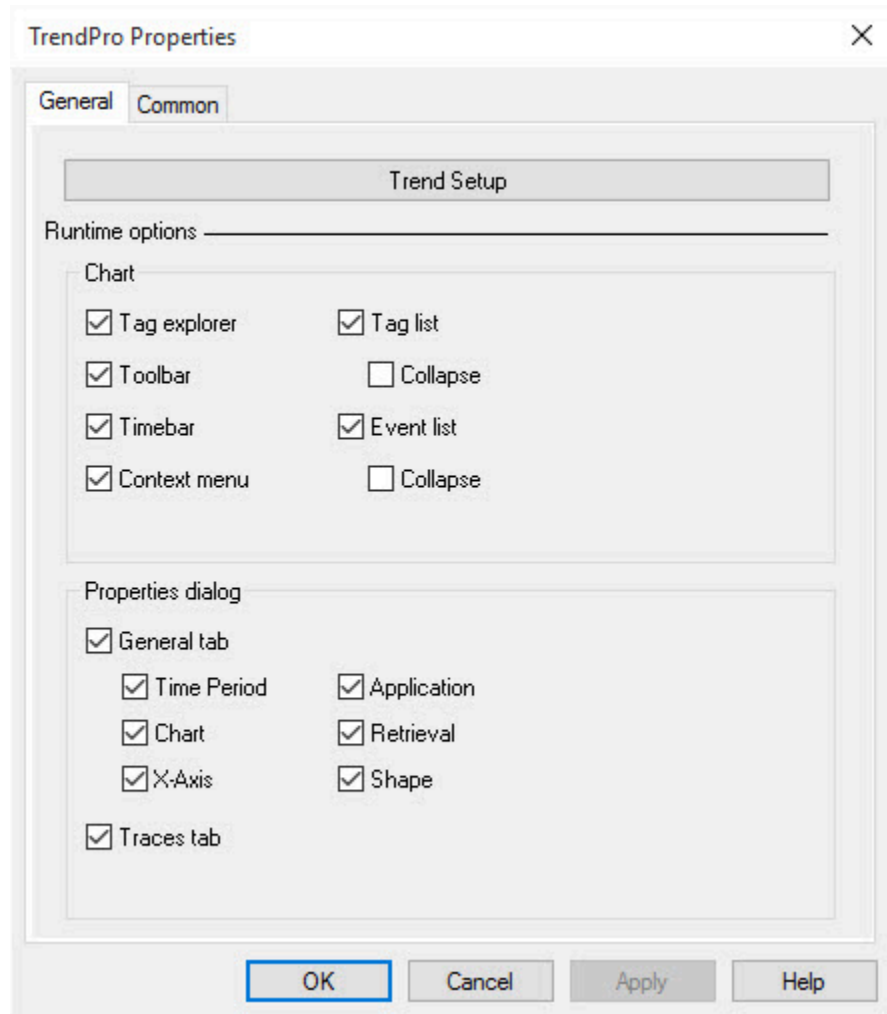 TrendPro Properties
General Common
Trend Setup
Runtime options
Chart
Tag explorer Tag list
Toolbar Collapse
Timebar Event list
Context menu Collapse
Properties dialog
General tab
Time Period Application
Chart Retrieval
X-Axis Shape
Traces tab
OK Cancel Apply Help